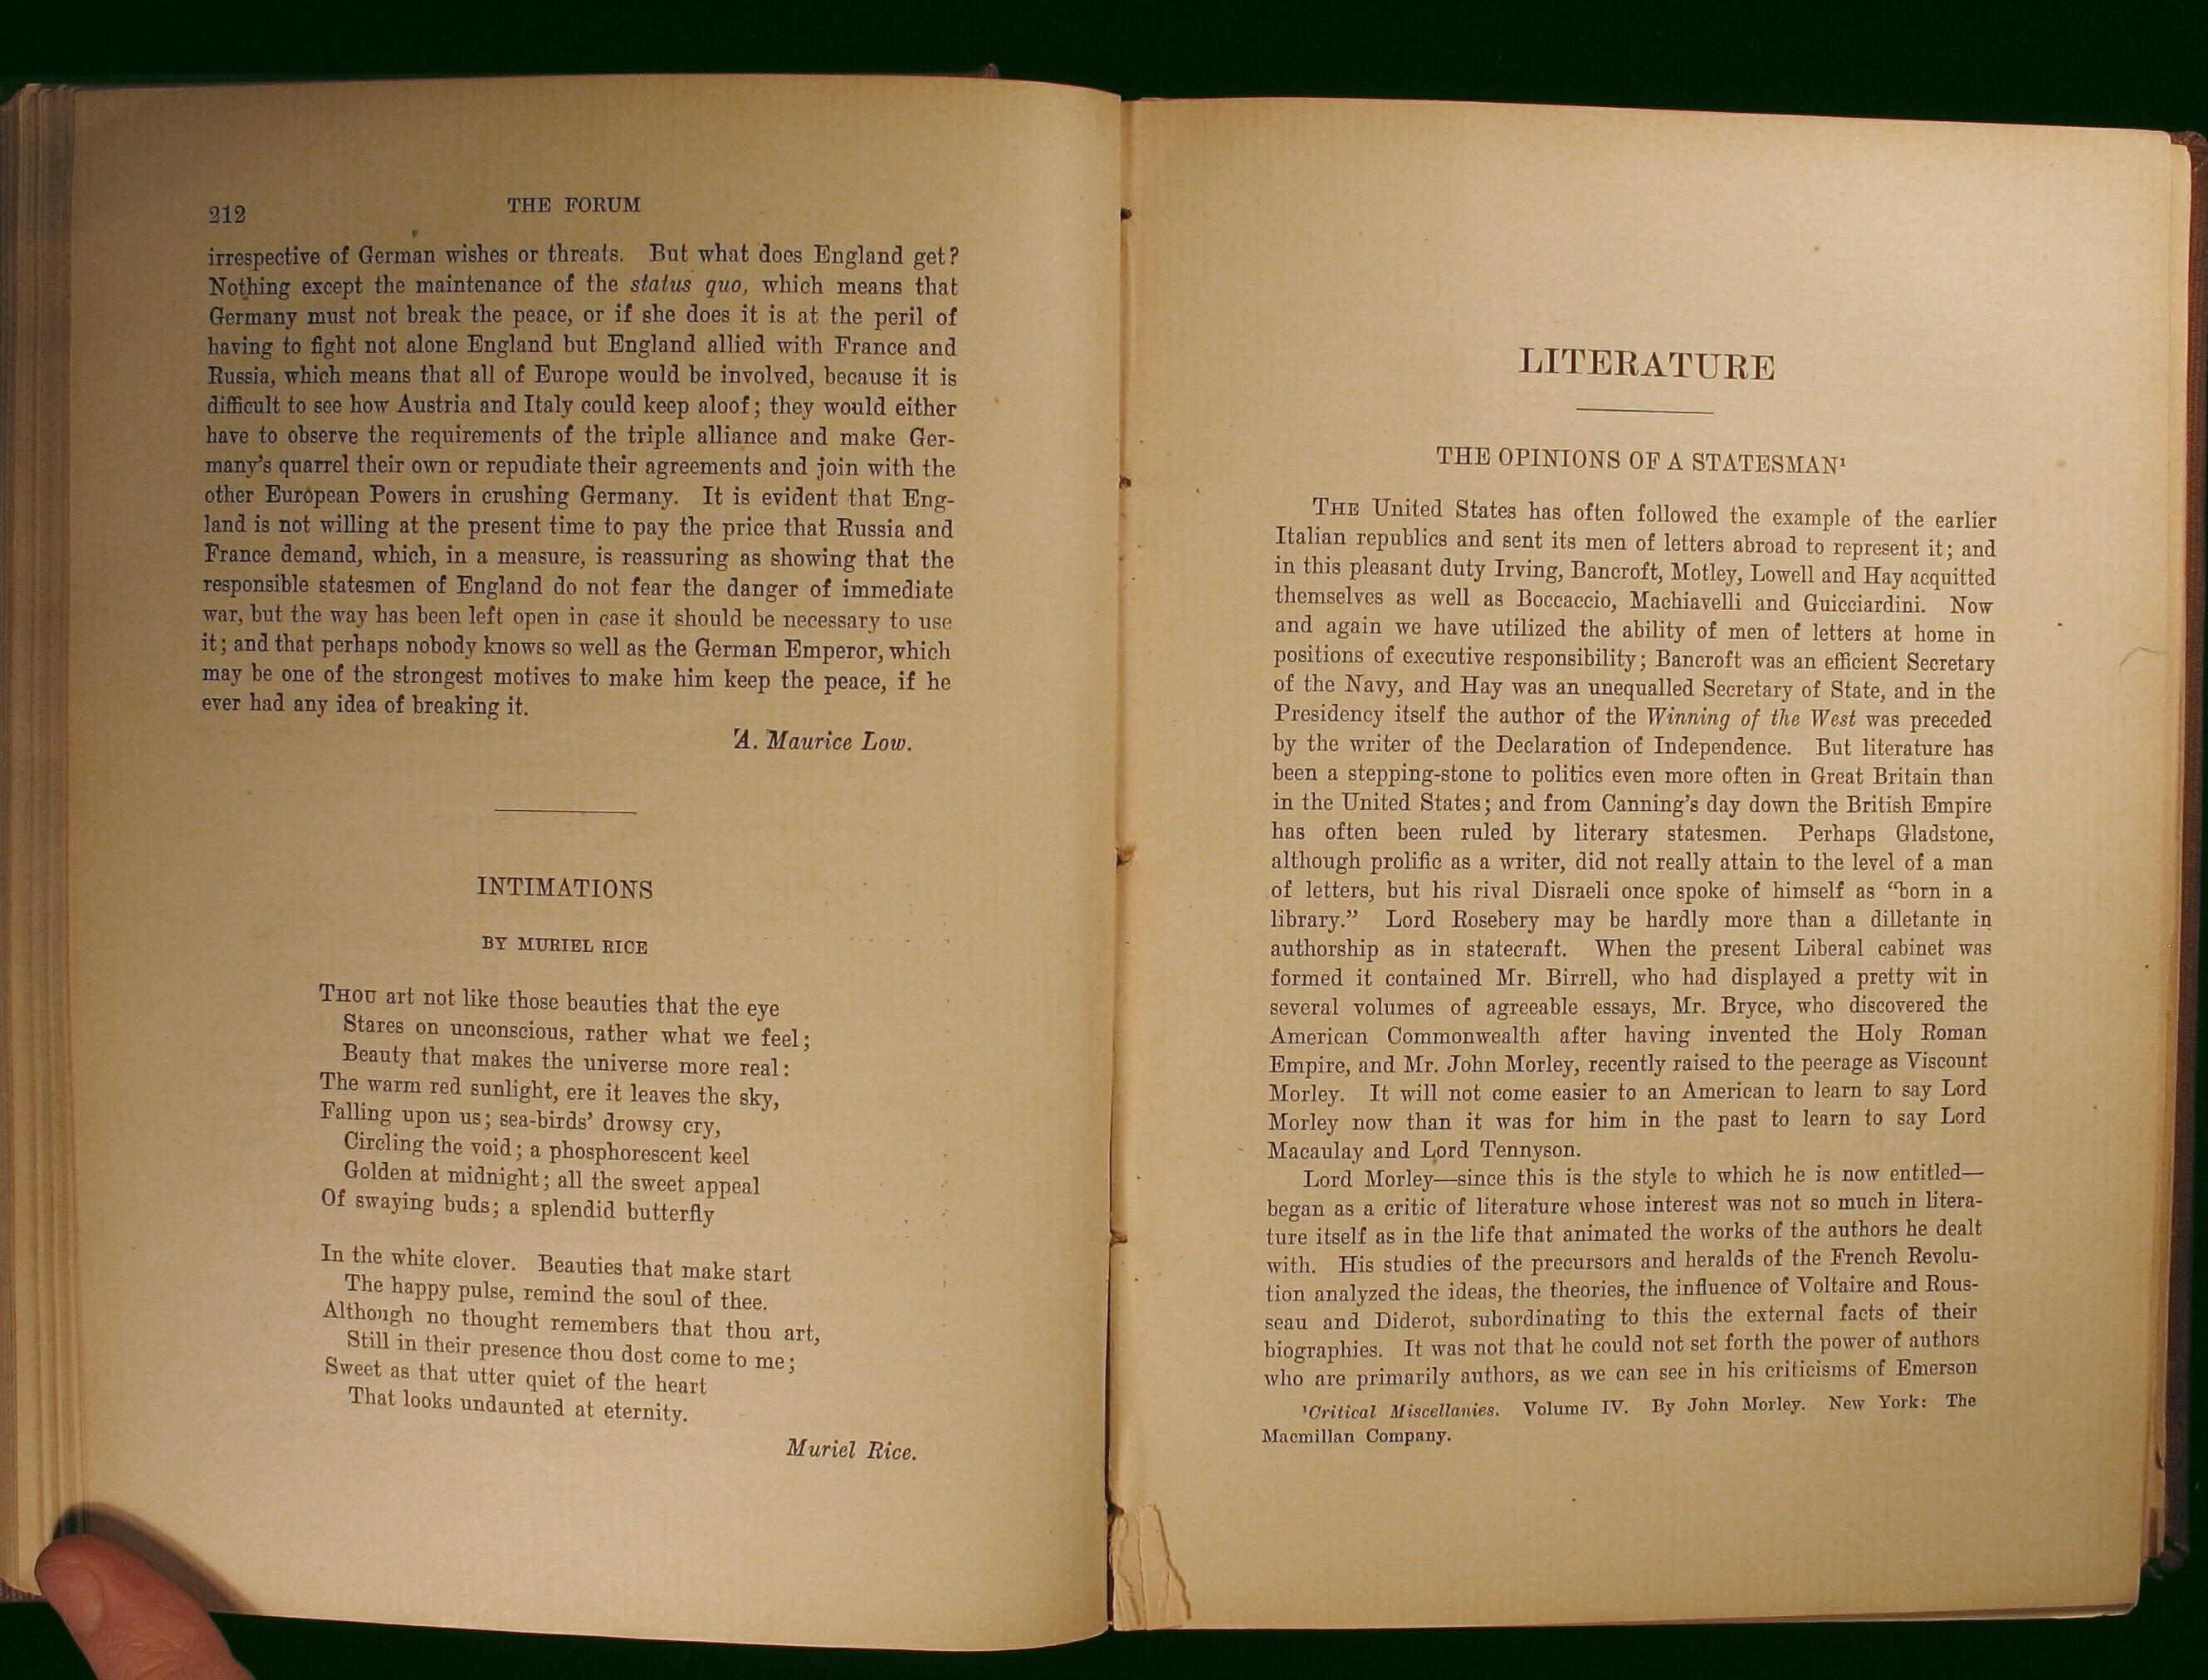 212
THE FORUM
irrespective of German wishes or threats. But what does England get?
Nothing except the maintenance of the status quo, which means that
Germany must not break the peace, or if she does it is at the peril of
having to fight not alone England but England allied with France and
Russia, which means that all of Europe would be involved, because it is
difficult to see how Austria and Italy could keep aloof; they would either
have to observe the requirements of the triple alliance and make Ger-
many's quarrel their own or repudiate their agreements and join with the
other European Powers in crushing Germany. It is evident that Eng-
land is not willing at the present time to pay the price that Russia and
France demand, which, in a measure, is reassuring as showing that the
responsible statesmen of England do not fear the danger of immediate
war, but the way has been left open in case it should be necessary to use
it; and that perhaps nobody knows so well as the German Emperor, which
may be one of the strongest motives to make him keep the peace, if he
ever had any idea of breaking it.
A. Maurice Low.
INTIMATIONS
BY MURIEL RICE
THOU art not like those beauties that the eye
Stares on unconscious, rather what we feel;
Beauty that makes the universe more real:
The warm red sunlight, ere it leaves the sky,
Falling upon us; sea-birds' drowsy cry,
Circling the void; a phosphorescent keel
Golden at midnight; all the sweet appeal
Of swaying buds; a splendid butterfly
In the white clover. Beauties that make start
The happy pulse, remind the soul of thee.
Although no thought remembers that thou art,
Still in their presence thou dost come to me;
Sweet as that utter quiet of the heart
That looks undaunted at eternity.
Muriel Rice.
LITERATURE
THE OPINIONS OF A STATESMAN¹
THE United States has often followed the example of the earlier
Italian republics and sent its men of letters abroad to represent it; and
in this pleasant duty Irving, Bancroft, Motley, Lowell and Hay acquitted
themselves as well as Boccaccio, Machiavelli and Guicciardini. Now
and again we have utilized the ability of men of letters at home in
positions of executive responsibility; Bancroft was an efficient Secretary
of the Navy, and Hay was an unequalled Secretary of State, and in the
Presidency itself the author of the Winning of the West was preceded
by the writer of the Declaration of Independence. But literature has
been a stepping-stone to politics even more often in Great Britain than
in the United States; and from Canning's day down the British Empire
has often been ruled by literary statesmen. Perhaps Gladstone,
although prolific as a writer, did not really attain to the level of a man
of letters, but his rival Disraeli once spoke of himself as "born in a
library." Lord Rosebery may be hardly more than a dilletante in
authorship as in statecraft. When the present Liberal cabinet was
formed it contained Mr. Birrell, who had displayed a pretty wit in
several volumes of agreeable essays, Mr. Bryce, who discovered the
American Commonwealth after having invented the Holy Roman
Empire, and Mr. John Morley, recently raised to the peerage as Viscount
Morley. It will not come easier to an American to learn to say Lord
Morley now than it was for him in the past to learn to say Lord
Macaulay and Lord Tennyson.
Lord Morley—since this is the style to which he is now entitled—
began as a critic of literature whose interest was not so much in litera-
ture itself as in the life that animated the works of the authors he dealt
with. His studies of the precursors and heralds of the French Revolu-
tion analyzed the ideas, the theories, the influence of Voltaire and Rous-
seau and Diderot, subordinating to this the external facts of their
biographies. It was not that he could not set forth the power of authors
who are primarily authors, as we can see in his criticisms of Emerson
¹Critical Miscellanies. Volume IV. By John Morley. New York: The
Macmillan Company.